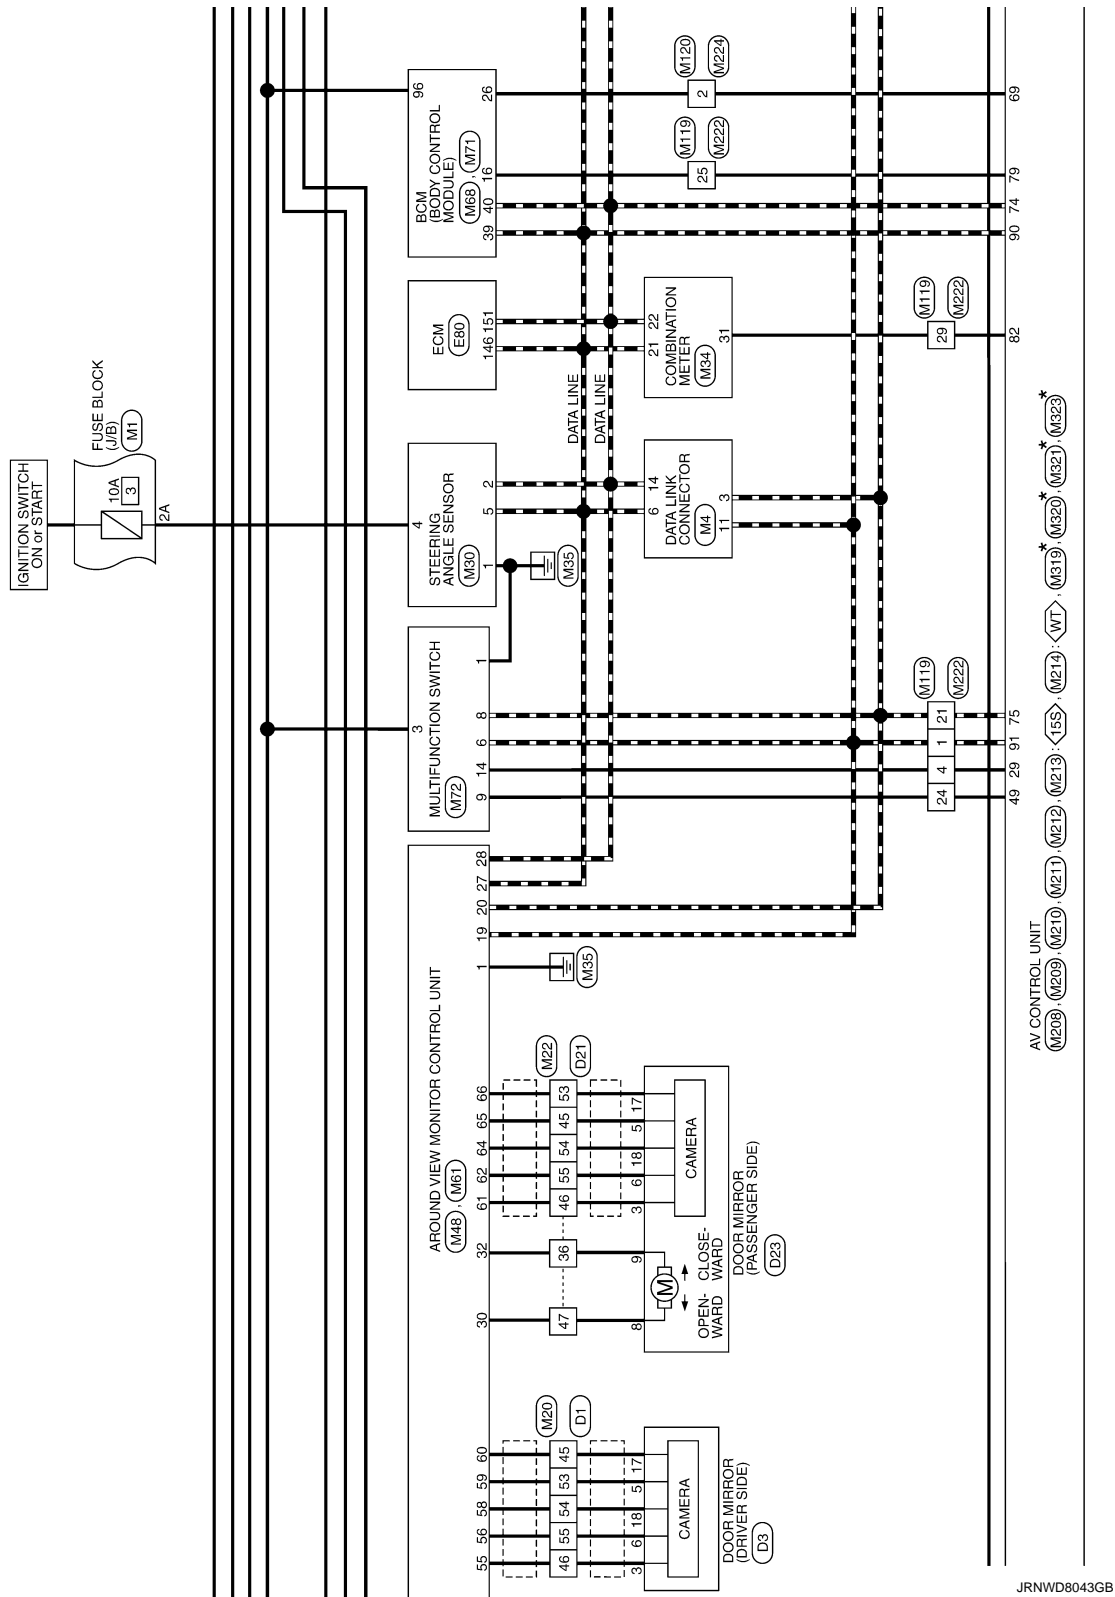 IGNITION SWITCH
ON or START
FUSE BLOCK
(J/B)
M1
10A
3
2A
96
BCM
(BODY CONTROL
MODULE)
M68 , M71
39 40 16 26
M120
2
M224
M119
25
M222
69
79
74
90
ECM
E80
146 151
DATA LINE
DATA LINE
21 22
COMBINATION
METER
M34
31
M119
29
M222
82
4
STEERING
ANGLE SENSOR
M30
1 5 2
M35
6 14
DATA LINK
CONNECTOR
M4
11 3
3
MULTIFUNCTION SWITCH
M72
9 14 6 8 1
M119
M222
24 4 1 21
49 29 91 75
AROUND VIEW MONITOR CONTROL UNIT
M48 , M61
19 20 27 28
1
M35
30 32 61 62 64 65 66
M22
47 36 46 55 54 45 53
D21
8 9 3 6 18 5 17
M
OPEN-
WARD
CLOSE-
WARD
CAMERA
DOOR MIRROR
(PASSENGER SIDE)
D23
55 56 58 59 60
M20
46 55 54 53 45
D1
3 6 18 5 17
CAMERA
DOOR MIRROR
(DRIVER SIDE)
D3
AV CONTROL UNIT
M208 , M209 , M210 , M211 , M212 , M213 : 15S , M214 : WT , M319* , M320* , M321* , M323*
JRNWD8043GB